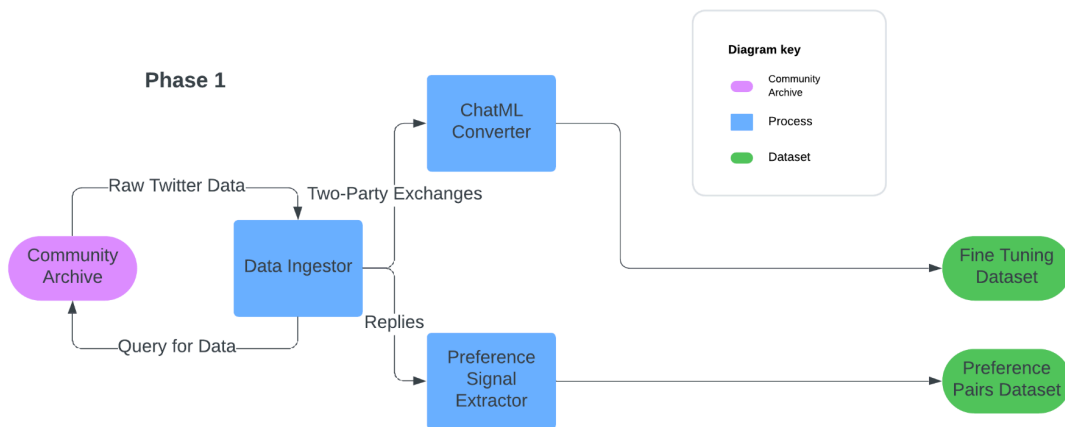 Phase 1
Diagram key
Community
Archive
Process
Dataset
ChatML
Converter
Raw Twitter Data
Two-Party Exchanges
Community
Archive
Data Ingestor
Fine Tuning
Dataset
Query for Data
Replies
Preference
Signal
Extractor
Preference
Pairs Dataset